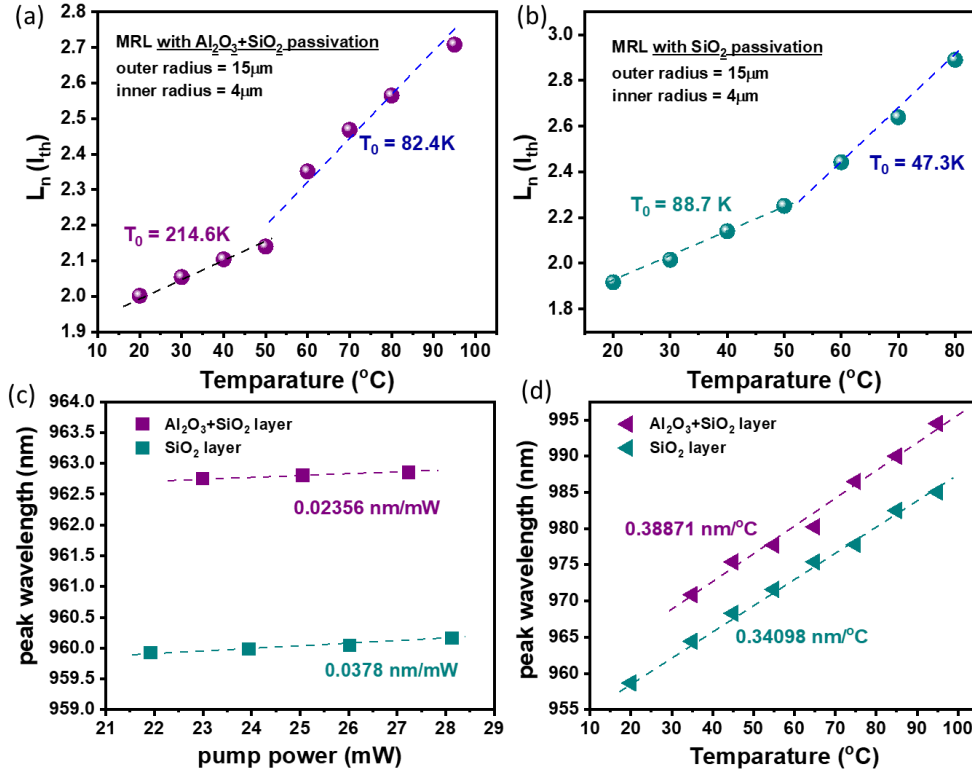 (a)
MRL with Al₂O₃+SiO₂ passivation
outer radius = 15μm
inner radius = 4μm
T₀ = 82.4K
T₀ = 214.6K
Lₙ (Iₜₕ)
2.7
2.6
2.5
2.4
2.3
2.2
2.1
2.0
1.9
10 20 30 40 50 60 70 80 90 100
Temparature (°C)
(b)
MRL with SiO₂ passivation
outer radius = 15μm
inner radius = 4μm
T₀ = 47.3K
T₀ = 88.7 K
Lₙ (Iₜₕ)
3.0
2.8
2.6
2.4
2.2
2.0
1.8
20 30 40 50 60 70 80
Temparature (°C)
(c)
Al₂O₃+SiO₂ layer
SiO₂ layer
0.02356 nm/mW
0.0378 nm/mW
peak wavelength (nm)
964.0
963.5
963.0
962.5
962.0
961.5
961.0
960.5
960.0
959.5
959.0
21 22 23 24 25 26 27 28 29
pump power (mW)
(d)
Al₂O₃+SiO₂ layer
SiO₂ layer
0.38871 nm/°C
0.34098 nm/°C
peak wavelength (nm)
995
990
985
980
975
970
965
960
955
10 20 30 40 50 60 70 80 90 100
Temparature (°C)